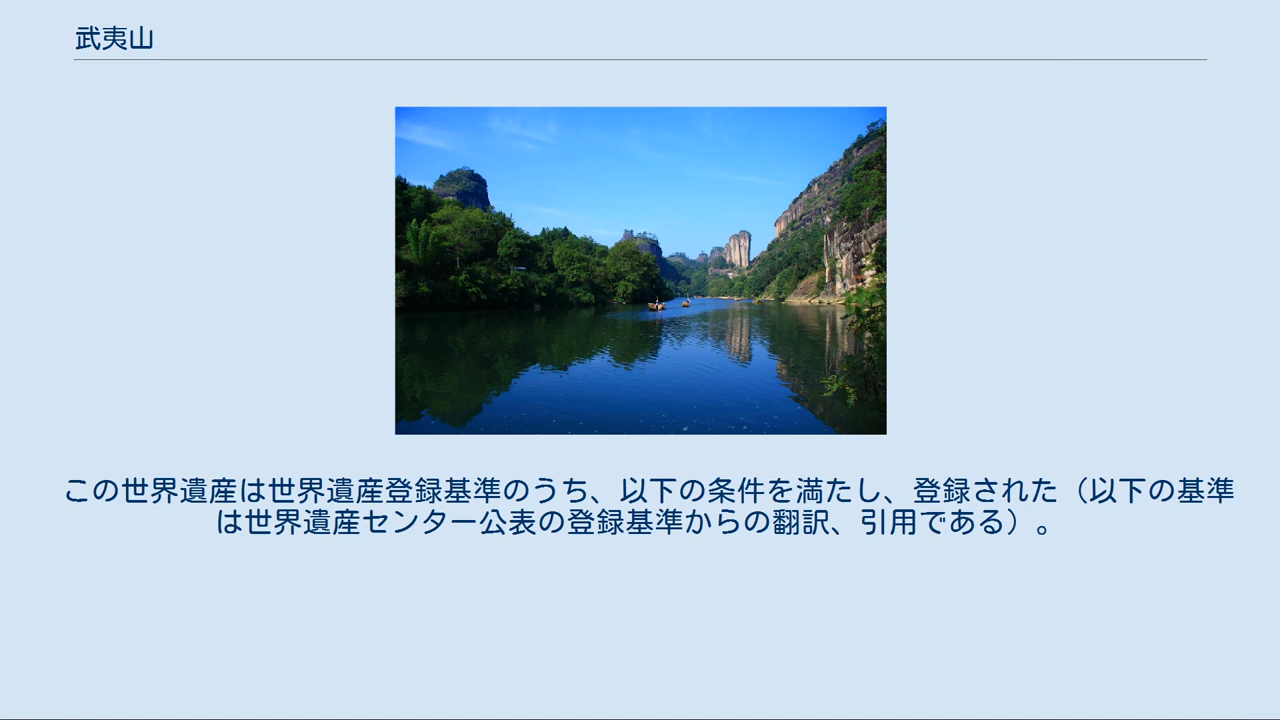 武夷山
この世界遺産は世界遺産登録基準のうち、以下の条件を満たし、登録された（以下の基準
は世界遺産センター公表の登録基準からの翻訳、引用である）。